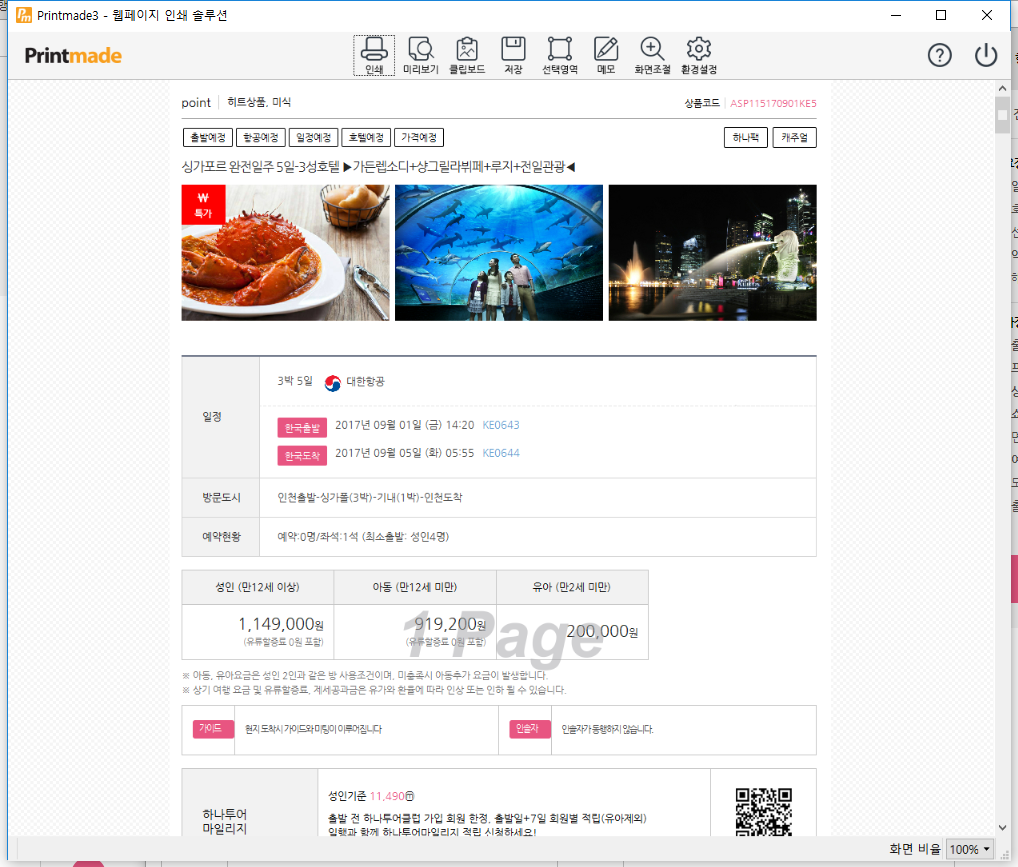 Printmade3 - 웹페이지 인쇄 솔루션
Printmade
인쇄 미리보기 클립보드 저장 선택영역 메모 화면조절 환경설정
point 히트상품, 미식 상품코드 ASP115170901KE5
출발예정 항공예정 일정예정 호텔예정 가격예정 하나팩 캐주얼
싱가포르 완전일주 5일-3성호텔 ▶가든랩소디+샹그릴라뷔페+루지+전일관광◀
₩
특가
일정
3박 5일 대한항공
한국출발 2017년 09월 01일 (금) 14:20 KE0643
한국도착 2017년 09월 05일 (화) 05:55 KE0644
방문도시 인천출발-싱가폴(3박)-기내(1박)-인천도착
예약현황 예약:0명/좌석:1석 (최소출발: 성인4명)
성인 (만12세 이상) 아동 (만12세 미만) 유아 (만2세 미만)
1,149,000원 919,200원 200,000원
(유류할증료 0원 포함) (유류할증료 0원 포함)
1 Page
※ 아동, 유아요금은 성인 2인과 같은 방 사용조건이며, 미충족시 아동추가 요금이 발생합니다.
※ 상기 여행 요금 및 유류할증료, 제세공과금은 유가와 환율에 따라 인상 또는 인하 될 수 있습니다.
가이드 현지 도착시 가이드와 미팅이 이루어집니다 인솔자 인솔자가 동행하지 않습니다.
하나투어
마일리지
성인기준 11,490ⓜ
출발 전 하나투어클럽 가입 회원 한정, 출발일+7일 회원별 적립(유아제외)
일행과 함께 하나투어마일리지 적립 신청하세요!
화면 비율 100%